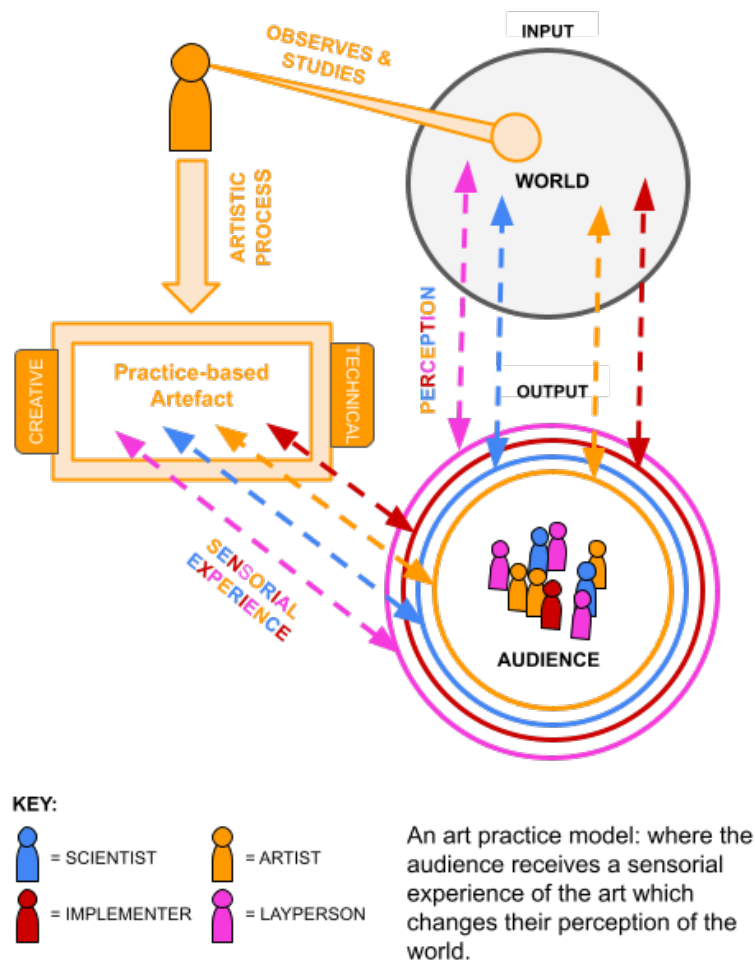 OBSERVES &
STUDIES
INPUT
WORLD
ARTISTIC
PROCESS
PERCEPTION
CREATIVE
Practice-based
Artefact
TECHNICAL
OUTPUT
SENSORIAL
EXPERIENCE
AUDIENCE
KEY:
= SCIENTIST
= ARTIST
= IMPLEMENTER
= LAYPERSON
An art practice model: where the
audience receives a sensorial
experience of the art which
changes their perception of the
world.